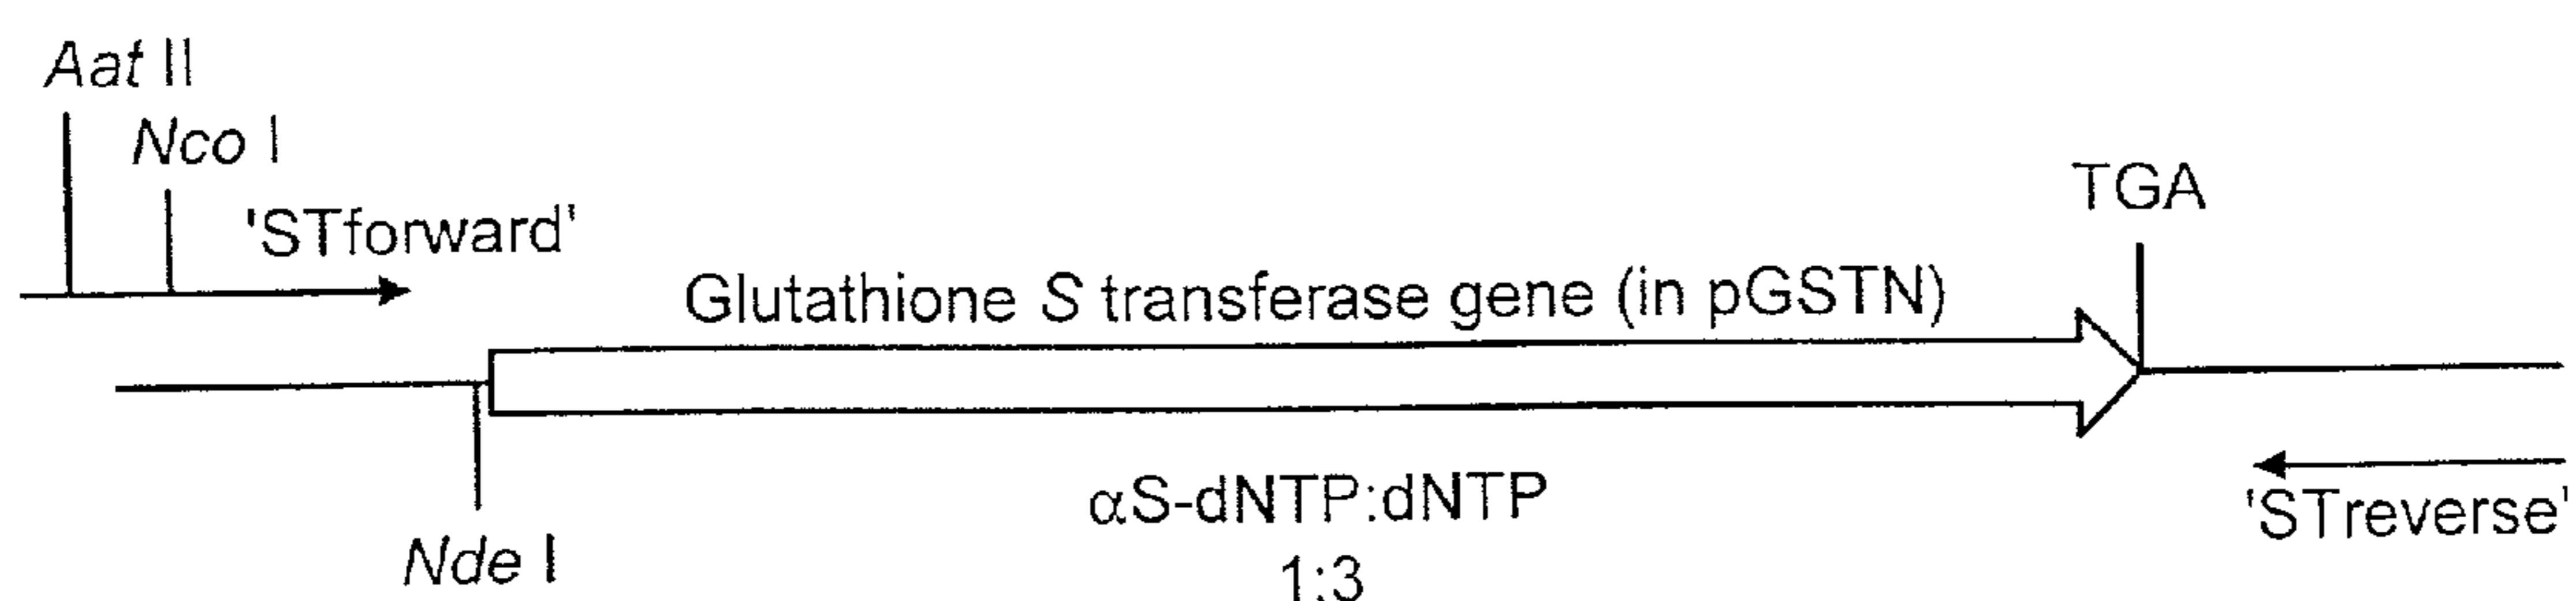 Aat II
Nco I
'STforward'
TGA
Glutathione S transferase gene (in pGSTN)
αS-dNTP:dNTP
1:3
Nde I
'STreverse'